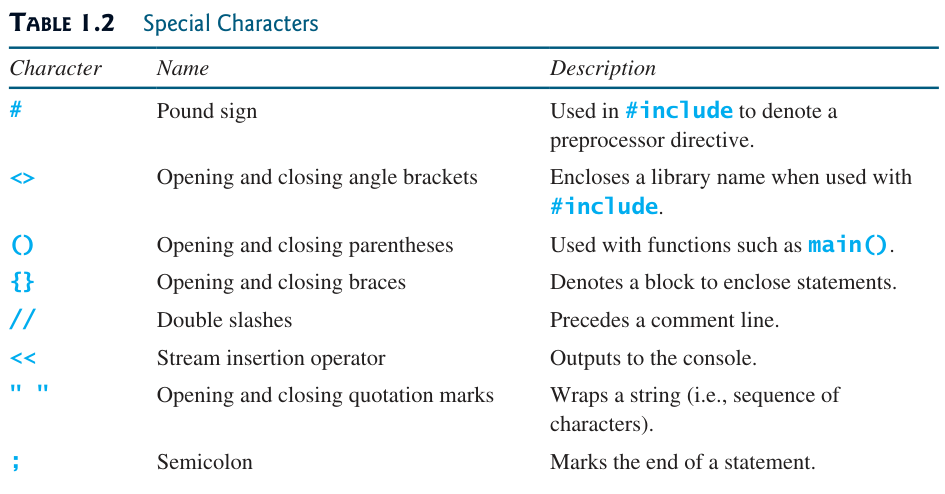 TABLE 1.2 Special Characters
Character Name Description
# Pound sign Used in #include to denote a
preprocessor directive.
<> Opening and closing angle brackets Encloses a library name when used with
#include.
() Opening and closing parentheses Used with functions such as main().
{} Opening and closing braces Denotes a block to enclose statements.
// Double slashes Precedes a comment line.
<< Stream insertion operator Outputs to the console.
" " Opening and closing quotation marks Wraps a string (i.e., sequence of
characters).
; Semicolon Marks the end of a statement.